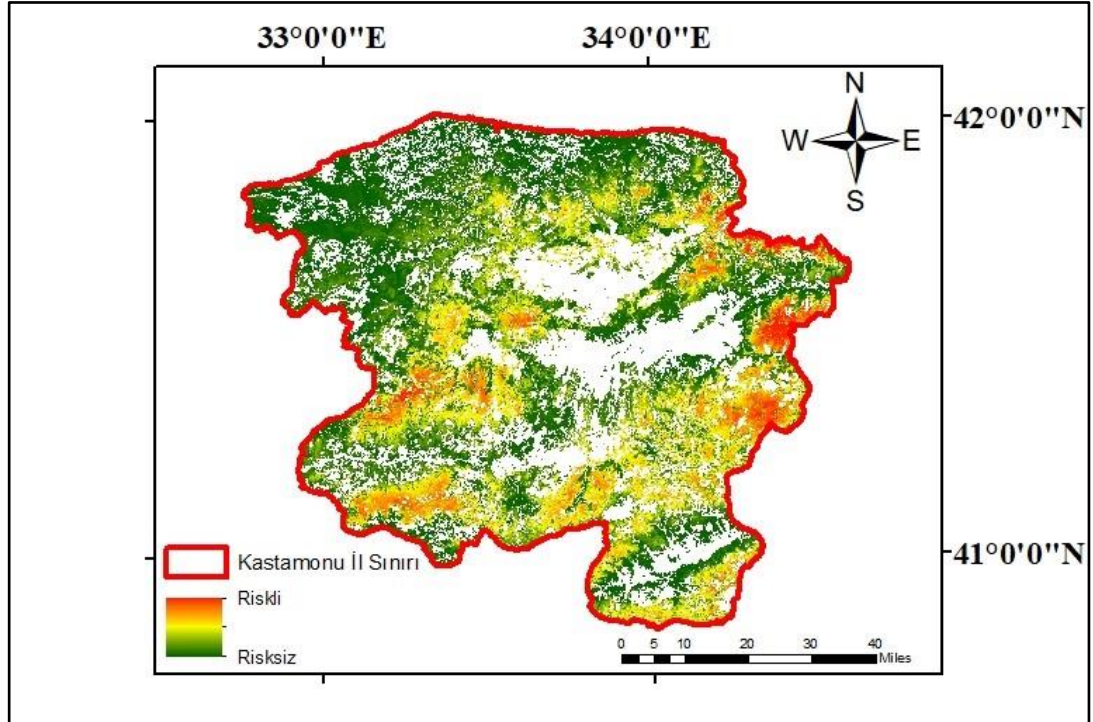 33°0'0"E 34°0'0"E
42°0'0"N
N
W E
S
41°0'0"N
Kastamonu İl Sınırı
Riskli
Risksiz
0 5 10 20 30 40
Miles